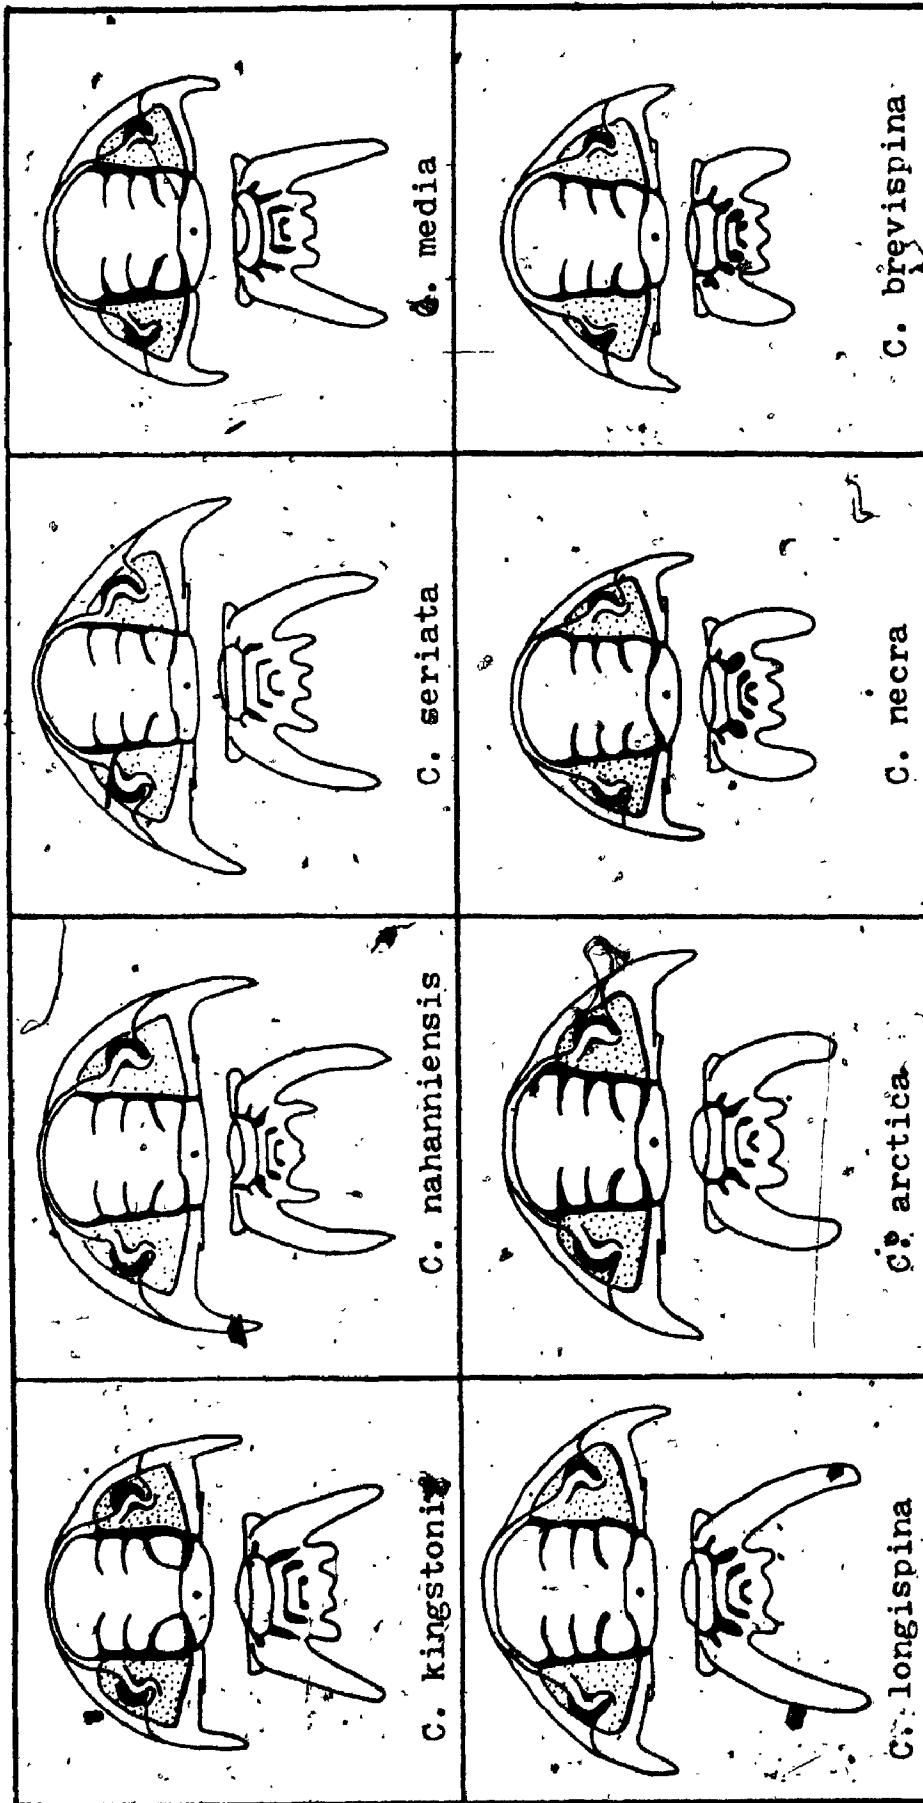 C. kingstoni
C. nahanniensis
C. seriata
C. media
C. longispina
C. arctica
C. necra
C. brevispina